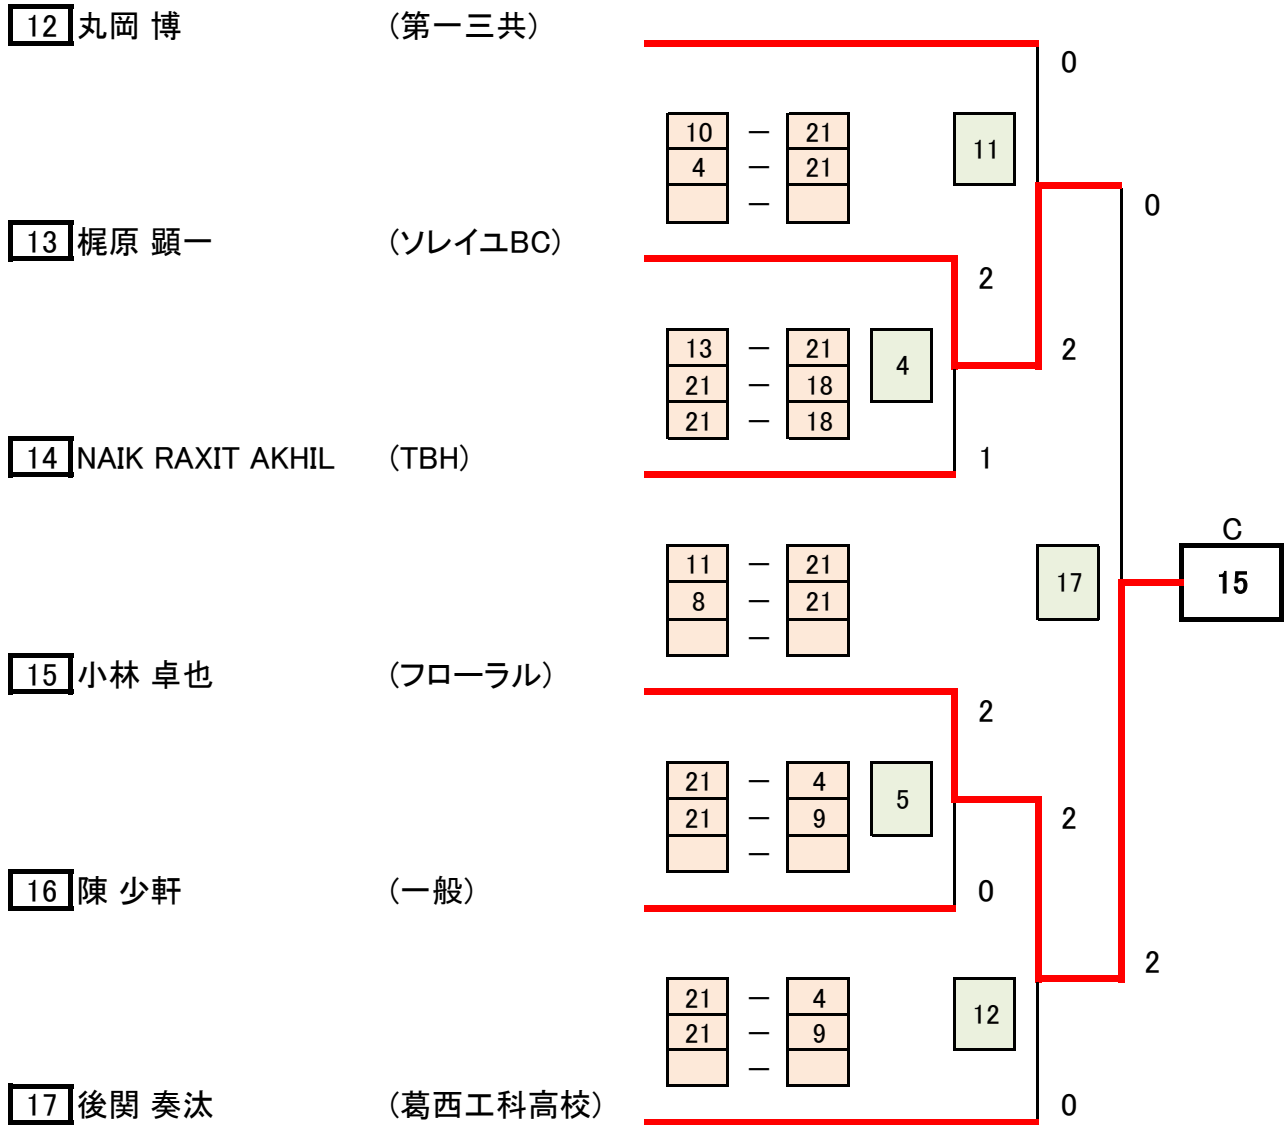 12 丸岡 博 (第一三共)
0
10 － 21
11
4 － 21
－
0
13 梶原 顕一 (ソレイユBC)
2
13 － 21
2
4
21 － 18
21 － 18
14 NAIK RAXIT AKHIL (TBH)
1
C
11 － 21
17
15
8 － 21
－
15 小林 卓也 (フローラル)
2
21 － 4
5
21 － 9
2
－
16 陳 少軒 (一般)
0
2
21 － 4
12
21 － 9
－
17 後関 奏汰 (葛西工科高校)
0